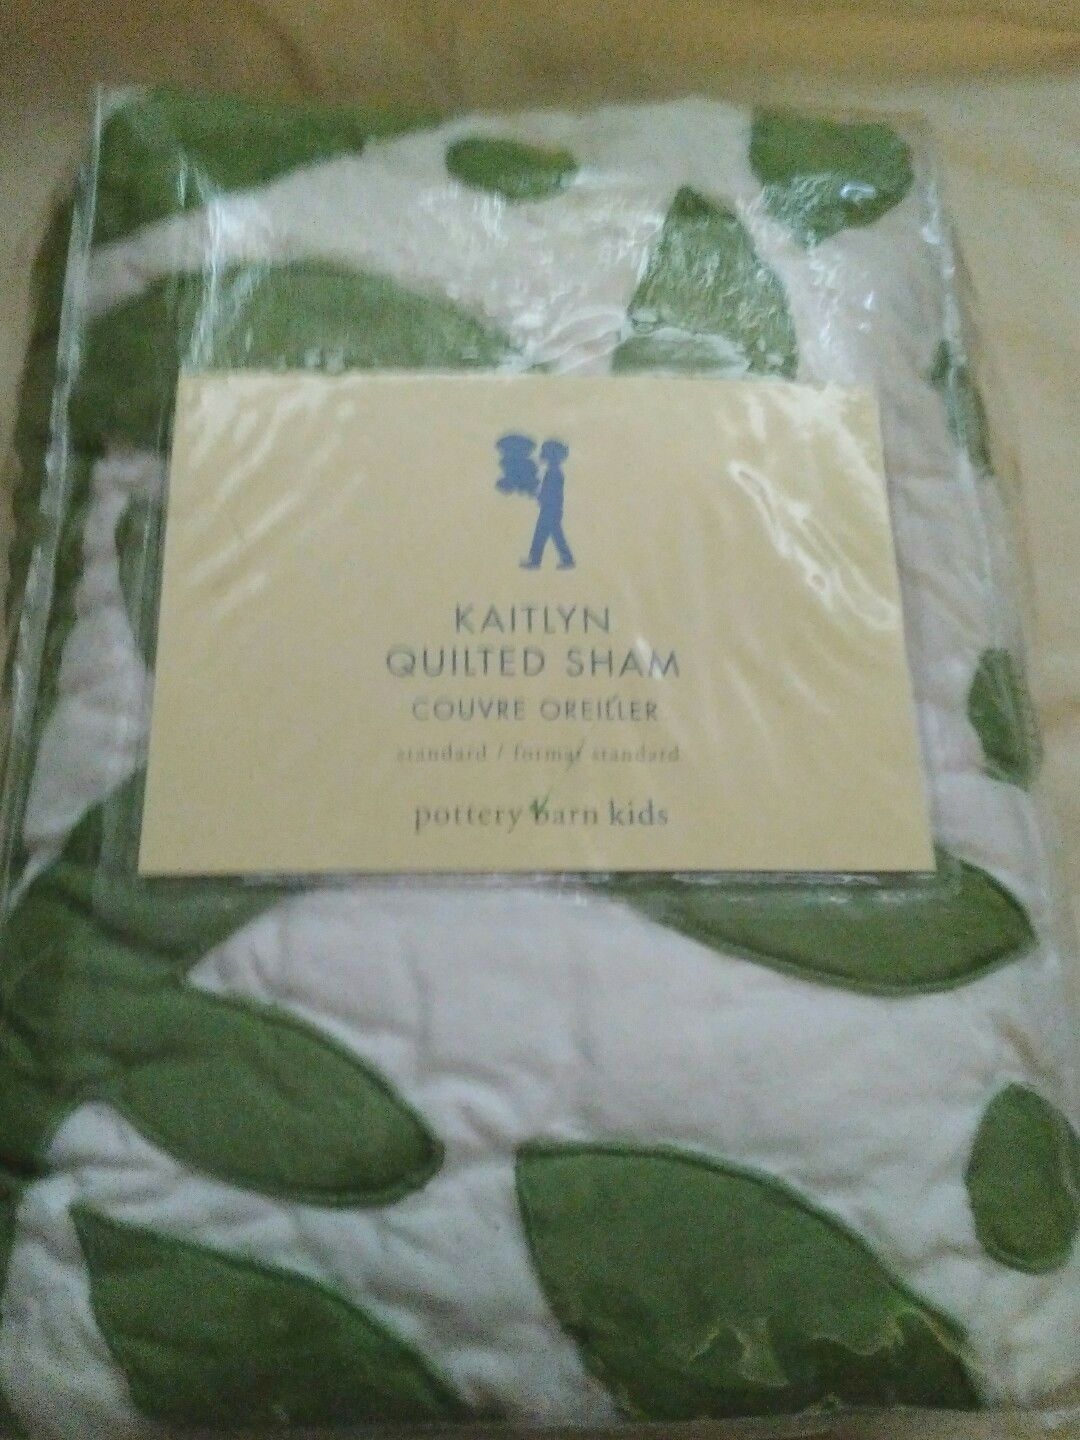 KAITLYN
QUILTED SHAM
COUVRE OREILLER
standard / format standard
pottery barn kids